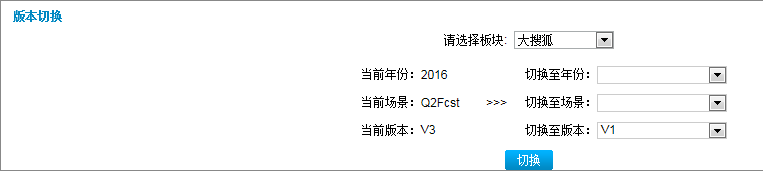 版本切换
请选择板块: 大搜狐
当前年份: 2016 切换至年份:
当前场景: Q2Fcst >>> 切换至场景:
当前版本: V3 切换至版本: V1
切换